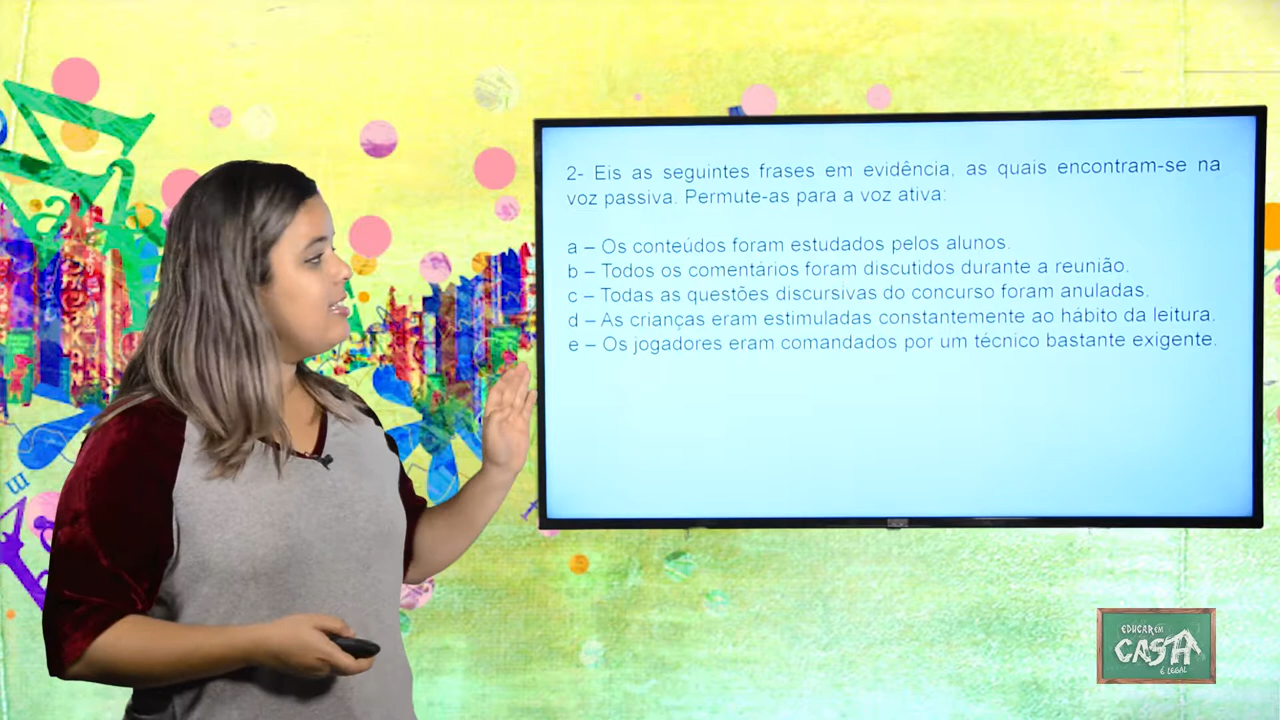 2- Eis as seguintes frases em evidência, as quais encontram-se na
voz passiva. Permute-as para a voz ativa:
a – Os conteúdos foram estudados pelos alunos.
b – Todos os comentários foram discutidos durante a reunião.
c – Todas as questões discursivas do concurso foram anuladas.
d – As crianças eram estimuladas constantemente ao hábito da leitura.
e – Os jogadores eram comandados por um técnico bastante exigente.
EDUCAR EM
CASA
É LEGAL